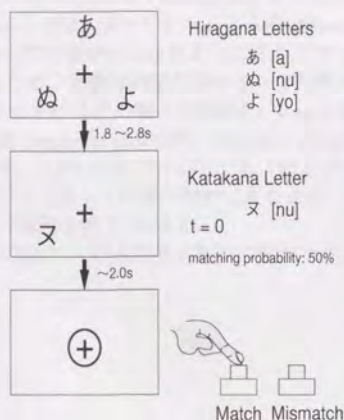 あ
+
ぬ よ
Hiragana Letters
あ [a]
ぬ [nu]
よ [yo]
1.8 ~2.8s
+
ヌ
Katakana Letter
ヌ [nu]
t = 0
matching probability: 50%
~2.0s
+
Match Mismatch